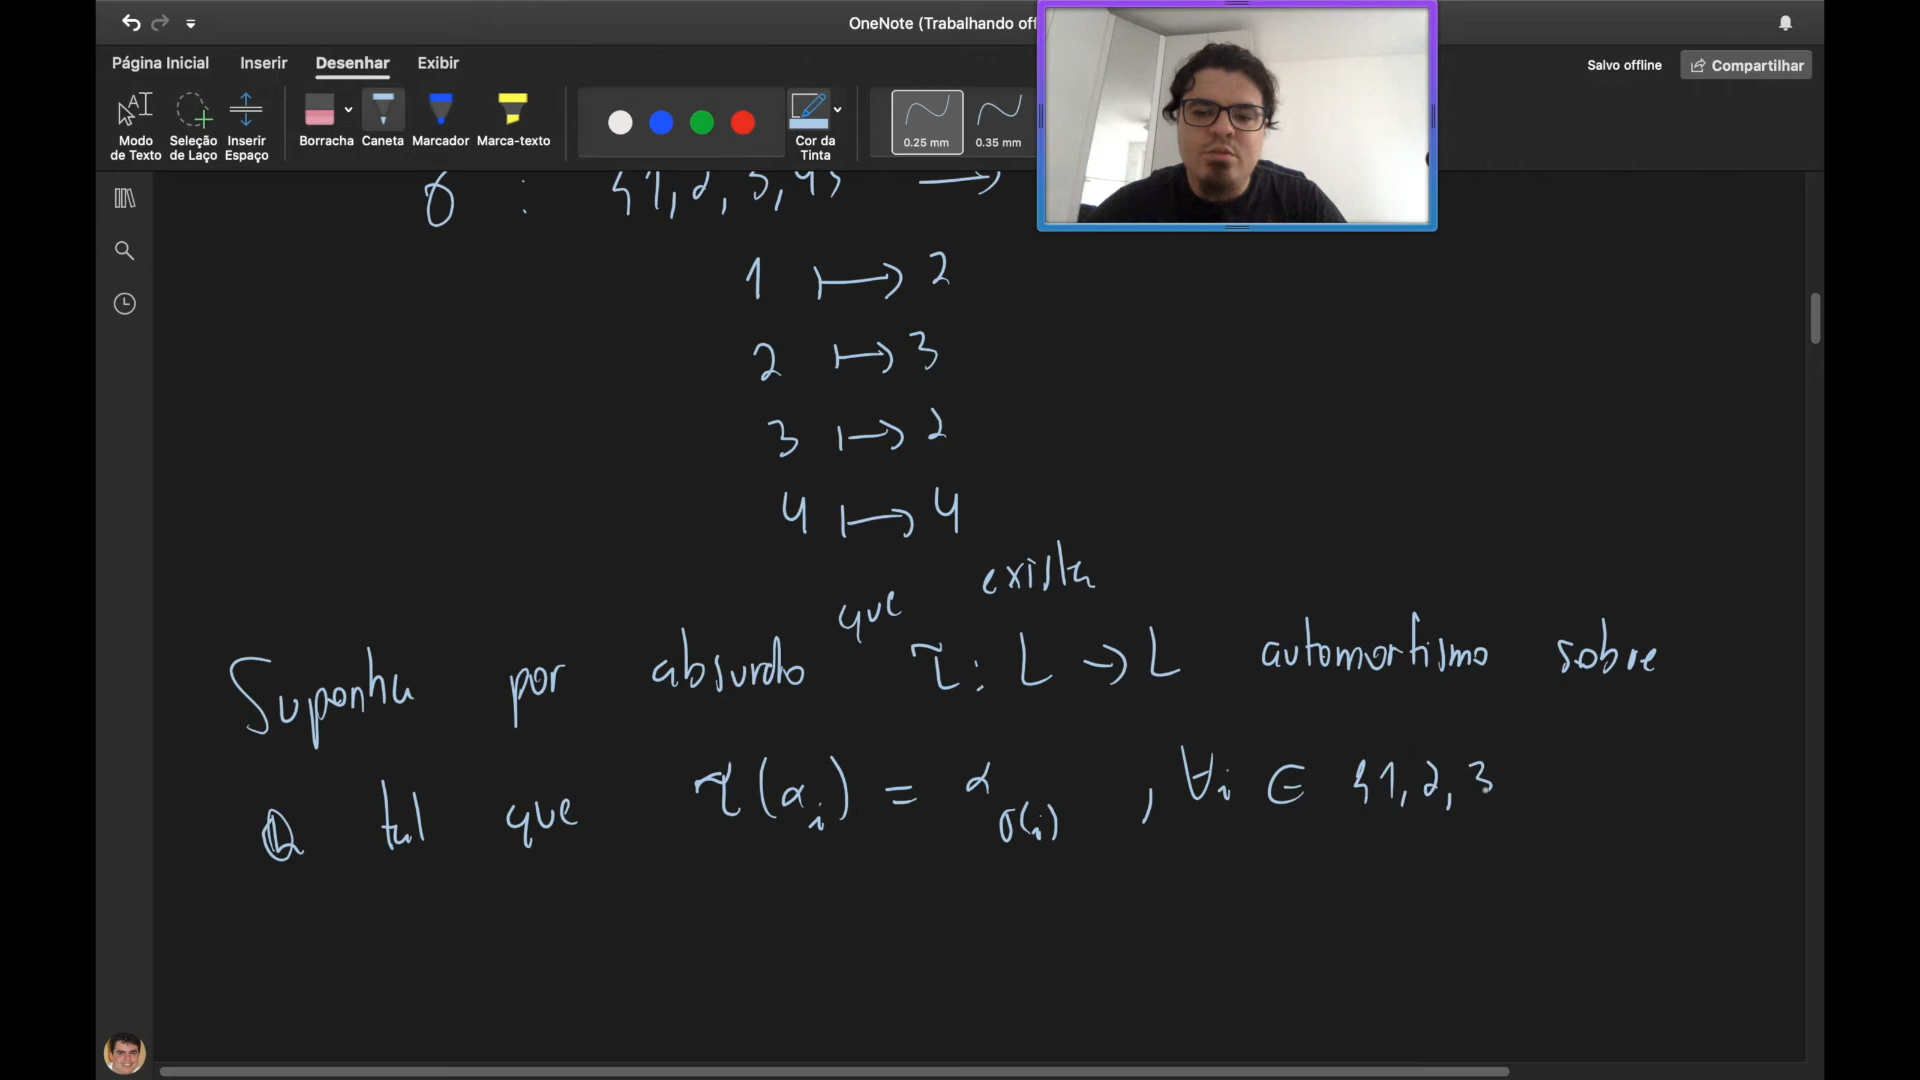 OneNote (Trabalhando off
Página Inicial Inserir Desenhar Exibir
Salvo offline Compartilhar
Modo de Texto Seleção de Laço Inserir Espaço Borracha Caneta Marcador Marca-texto Cor da Tinta 0.25 mm 0.35 mm
σ : {1, 2, 3, 4} →
1 ↦ 2
2 ↦ 3
3 ↦ 2
4 ↦ 4
Suponha por absurdo que exista τ: L → L automorfismo sobre
Q tal que τ(α_i) = α_σ(i) , ∀i ∈ {1, 2, 3